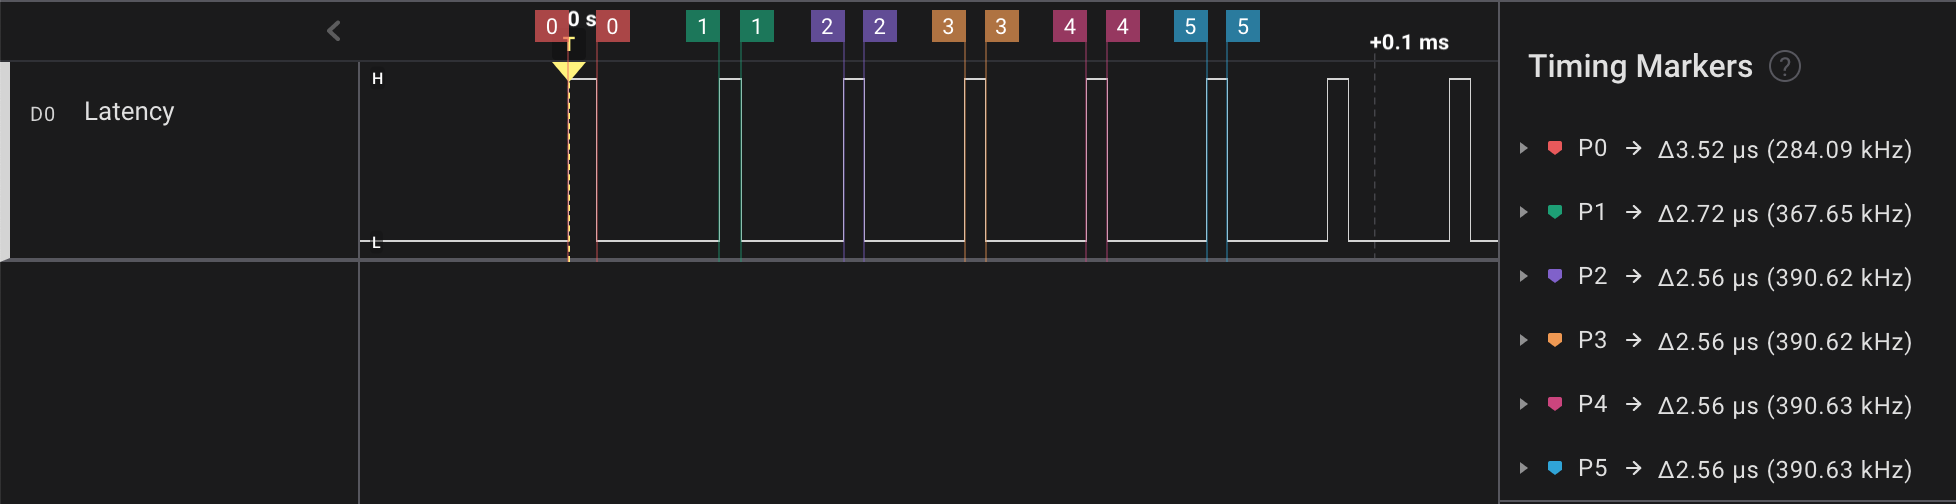 0 0 s 0 1 1 2 2 3 3 4 4 5 5
T
+0.1 ms
H
D0 Latency
L
Timing Markers ?
P0 → Δ3.52 µs (284.09 kHz)
P1 → Δ2.72 µs (367.65 kHz)
P2 → Δ2.56 µs (390.62 kHz)
P3 → Δ2.56 µs (390.62 kHz)
P4 → Δ2.56 µs (390.63 kHz)
P5 → Δ2.56 µs (390.63 kHz)